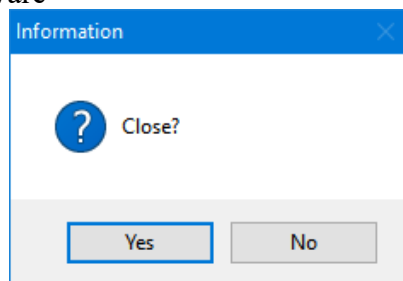 Information
Close?
Yes
No